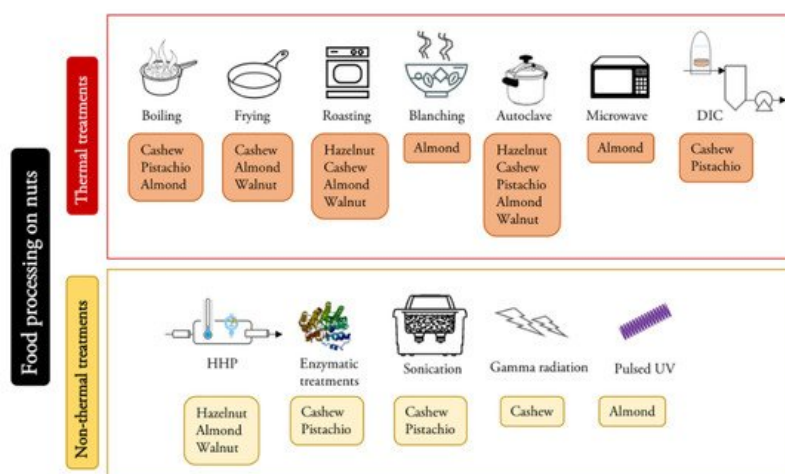 Food processing on nuts
Thermal treatments
Boiling
Frying
Roasting
Blanching
Autoclave
Microwave
DIC
Cashew
Pistachio
Almond
Cashew
Almond
Walnut
Hazelnut
Cashew
Almond
Walnut
Almond
Hazelnut
Cashew
Pistachio
Almond
Walnut
Almond
Cashew
Pistachio
Non-thermal treatments
HHP
Enzymatic
treatments
Sonication
Gamma radiation
Pulsed UV
Hazelnut
Almond
Walnut
Cashew
Pistachio
Cashew
Pistachio
Cashew
Almond